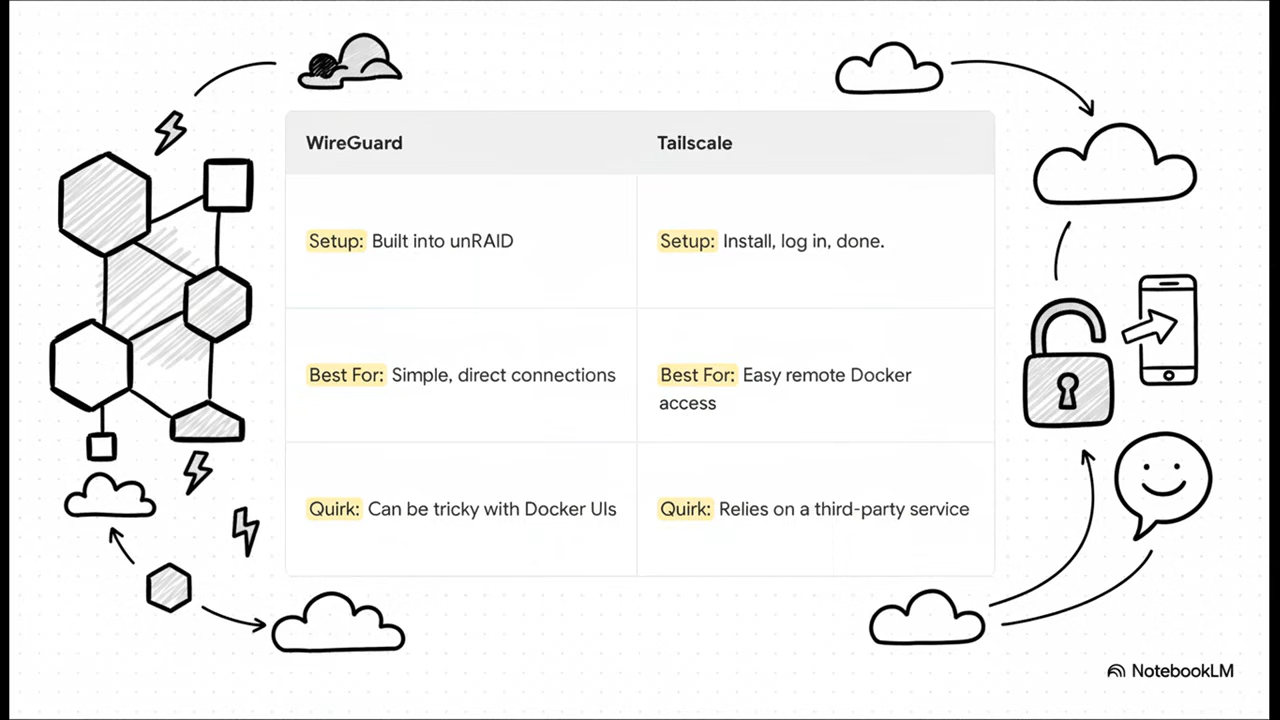 WireGuard
Tailscale
Setup: Built into unRAID
Setup: Install, log in, done.
Best For: Simple, direct connections
Best For: Easy remote Docker
access
Quirk: Can be tricky with Docker UIs
Quirk: Relies on a third-party service
NotebookLM